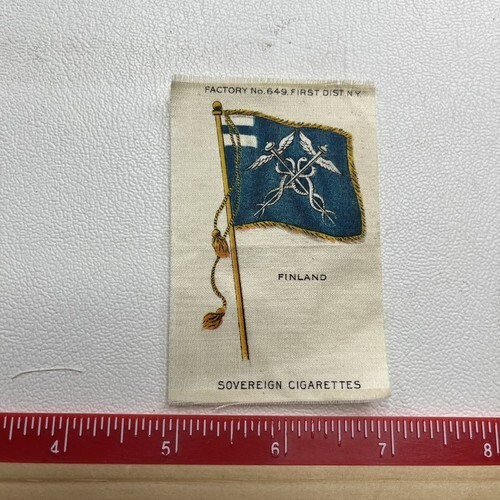 FACTORY No. 649, FIRST DIST. N.Y.
FINLAND
SOVEREIGN CIGARETTES
4 5 6 7 8